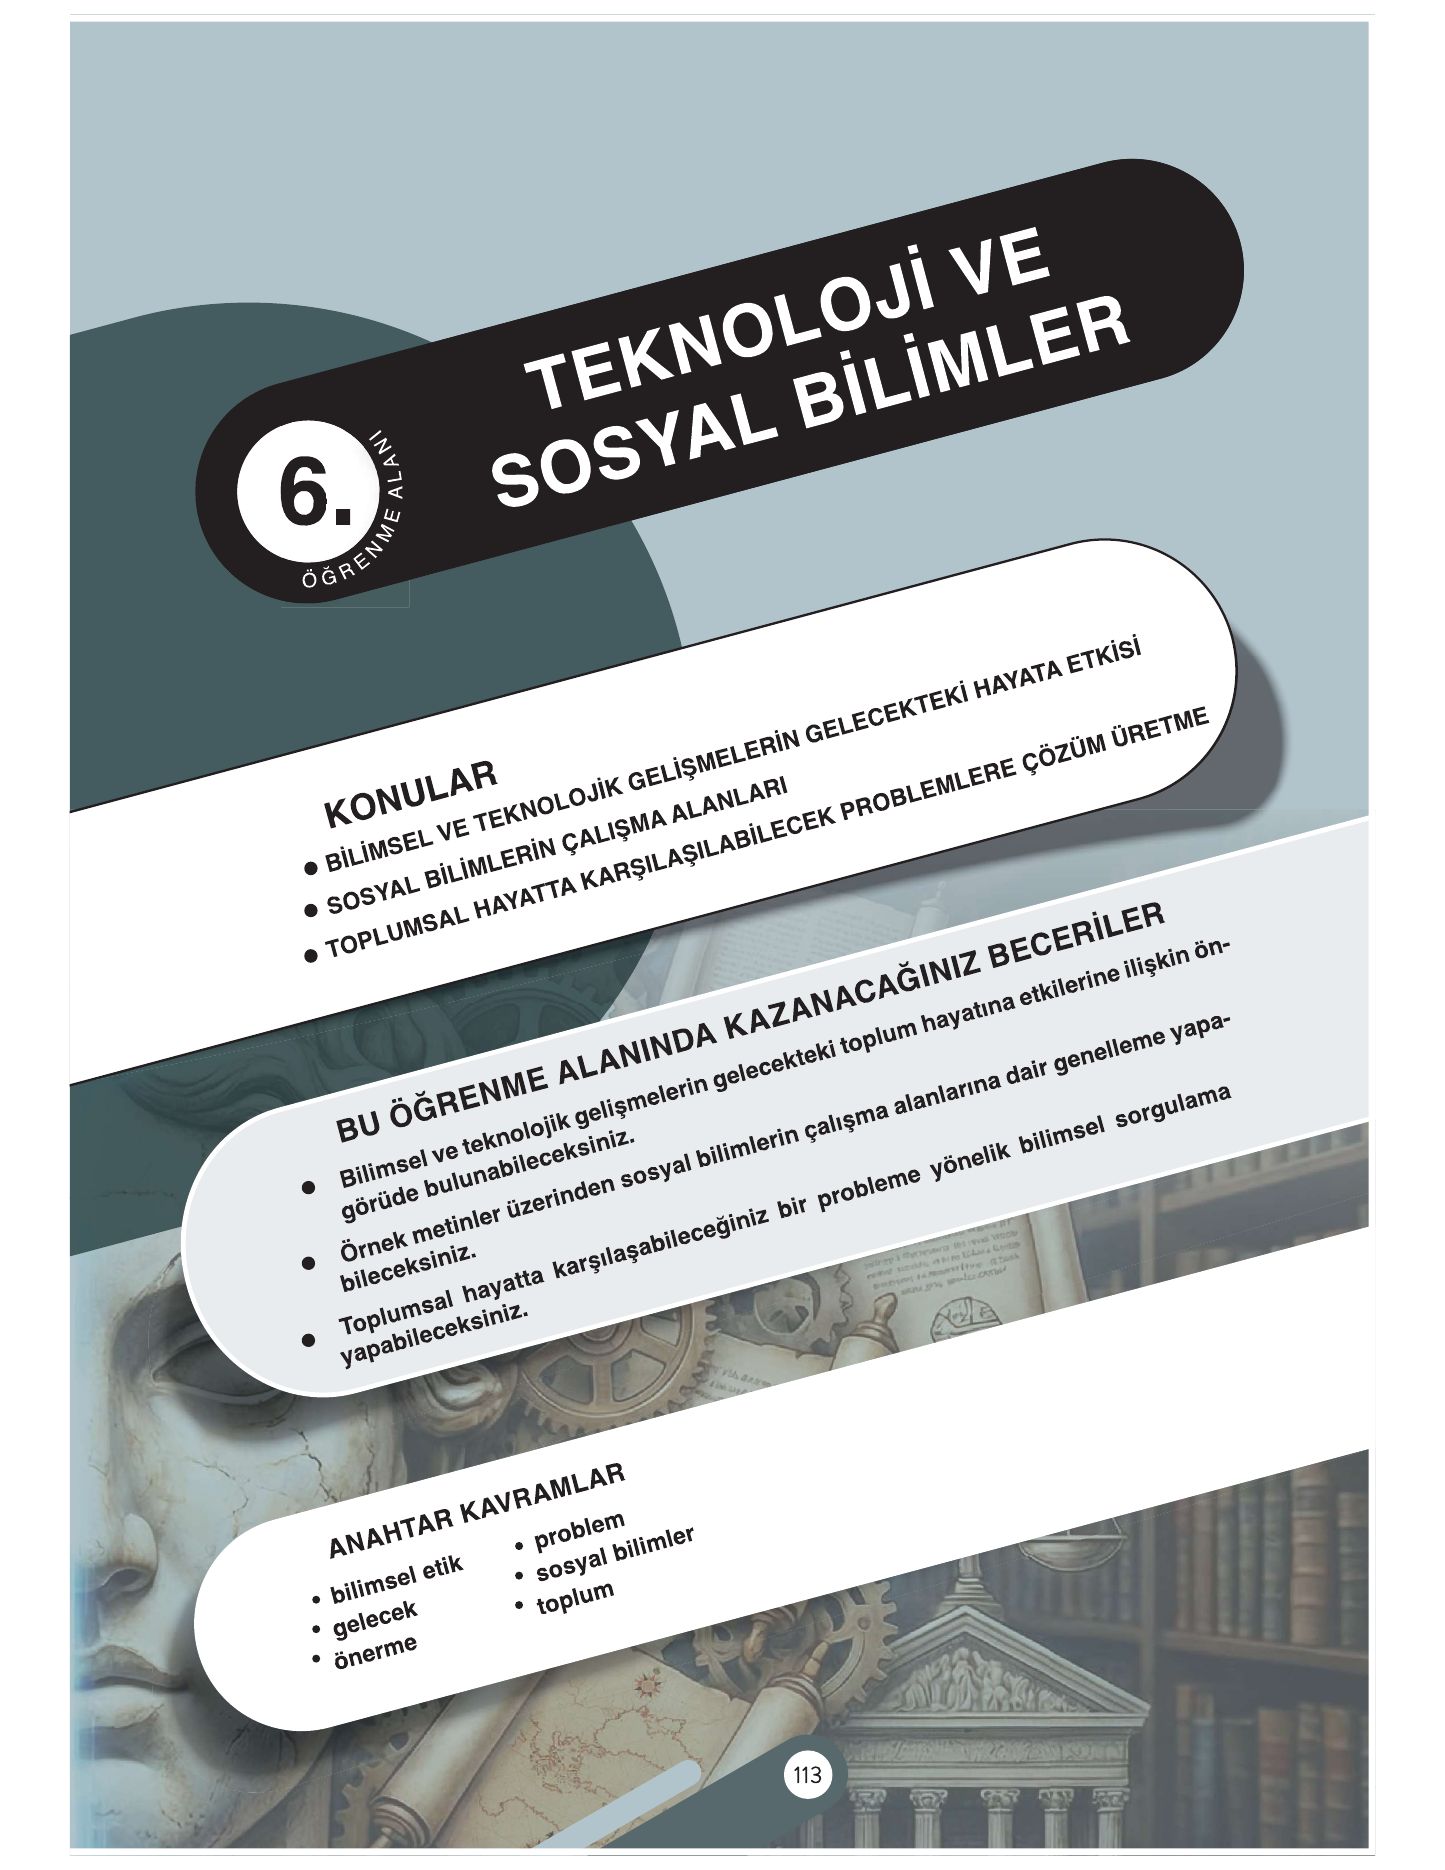 TEKNOLOJİ VE
SOSYAL BİLİMLER
6.
ÖĞRENME ALANI
KONULAR
● BİLİMSEL VE TEKNOLOJİK GELİŞMELERİN GELECEKTEKİ HAYATA ETKİSİ
● SOSYAL BİLİMLERİN ÇALIŞMA ALANLARI
● TOPLUMSAL HAYATTA KARŞILAŞILABİLECEK PROBLEMLERE ÇÖZÜM ÜRETME
BU ÖĞRENME ALANINDA KAZANACAĞINIZ BECERİLER
● Bilimsel ve teknolojik gelişmelerin gelecekteki toplum hayatına etkilerine ilişkin ön-
görüde bulunabileceksiniz.
● Örnek metinler üzerinden sosyal bilimlerin çalışma alanlarına dair genelleme yapa-
bileceksiniz.
● Toplumsal hayatta karşılaşabileceğiniz bir probleme yönelik bilimsel sorgulama
yapabileceksiniz.
ANAHTAR KAVRAMLAR
• bilimsel etik
• gelecek
• önerme
• problem
• sosyal bilimler
• toplum
113